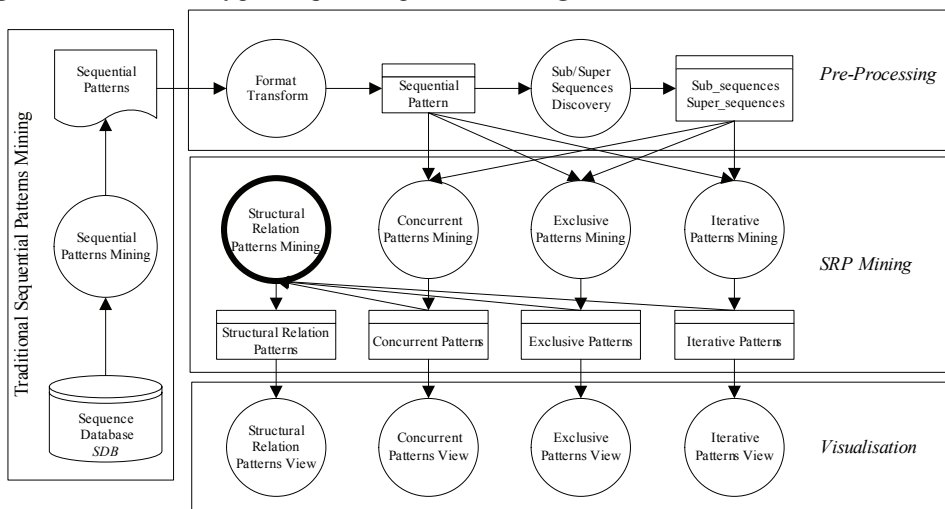 Traditional Sequential Patterns Mining
Sequential
Patterns
Sequential
Patterns Mining
Sequence
Database
SDB
Format
Transform
Sequential
Pattern
Sub/Super
Sequences
Discovery
Sub_sequences
Super_sequences
Pre-Processing
Structural
Relation
Patterns Mining
Concurrent
Patterns Mining
Exclusive
Patterns Mining
Iterative
Patterns Mining
SRP Mining
Structural Relation
Patterns
Concurrent Patterns
Exclusive Patterns
Iterative Patterns
Structural
Relation
Patterns View
Concurrent
Patterns View
Exclusive
Patterns View
Iterative
Patterns View
Visualisation